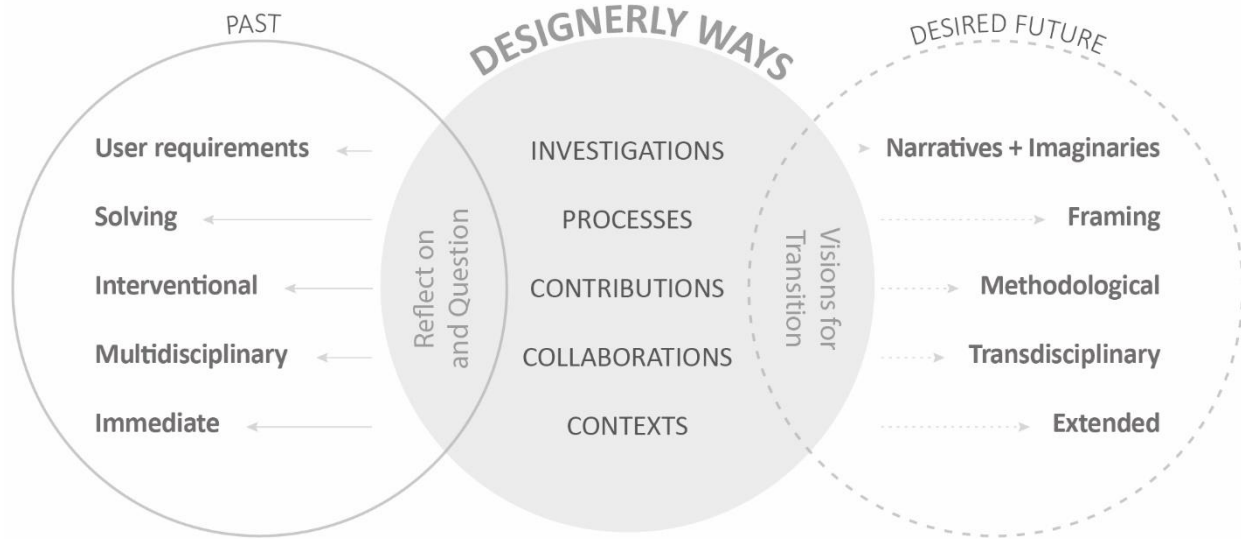 PAST
DESIGNERLY WAYS
DESIRED FUTURE
User requirements
INVESTIGATIONS
Narratives + Imaginaries
Solving
PROCESSES
Framing
Reflect on
and Question
Visions for
Transition
Interventional
CONTRIBUTIONS
Methodological
Multidisciplinary
COLLABORATIONS
Transdisciplinary
Immediate
CONTEXTS
Extended